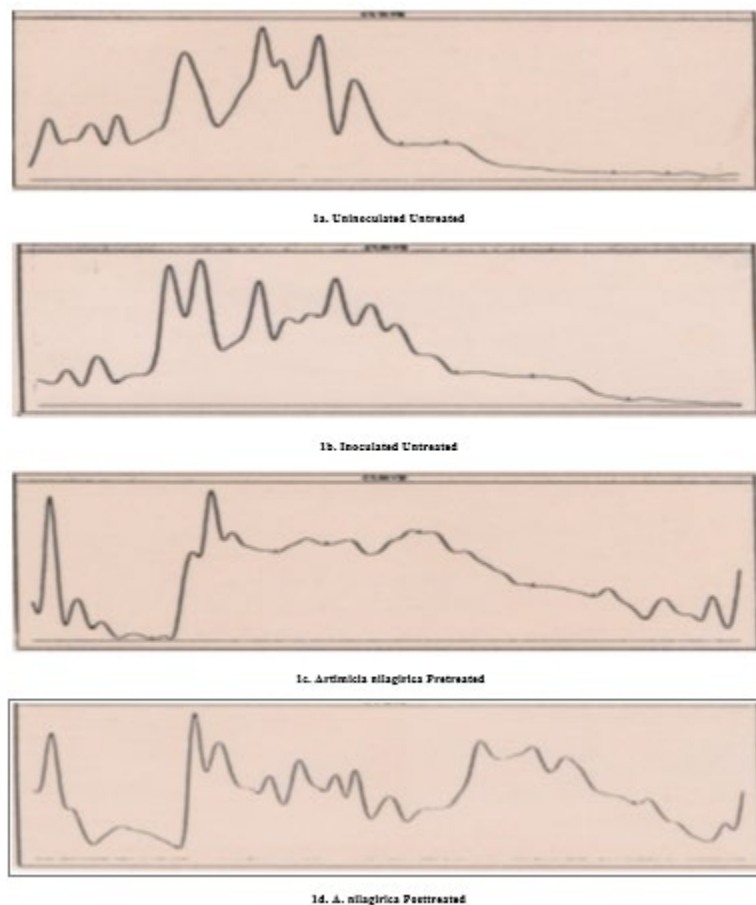 1a. Uninoculated Untreated
1b. Inoculated Untreated
1c. Artimicia nilagirica Pretreated
1d. A. nilagirica Posttreated